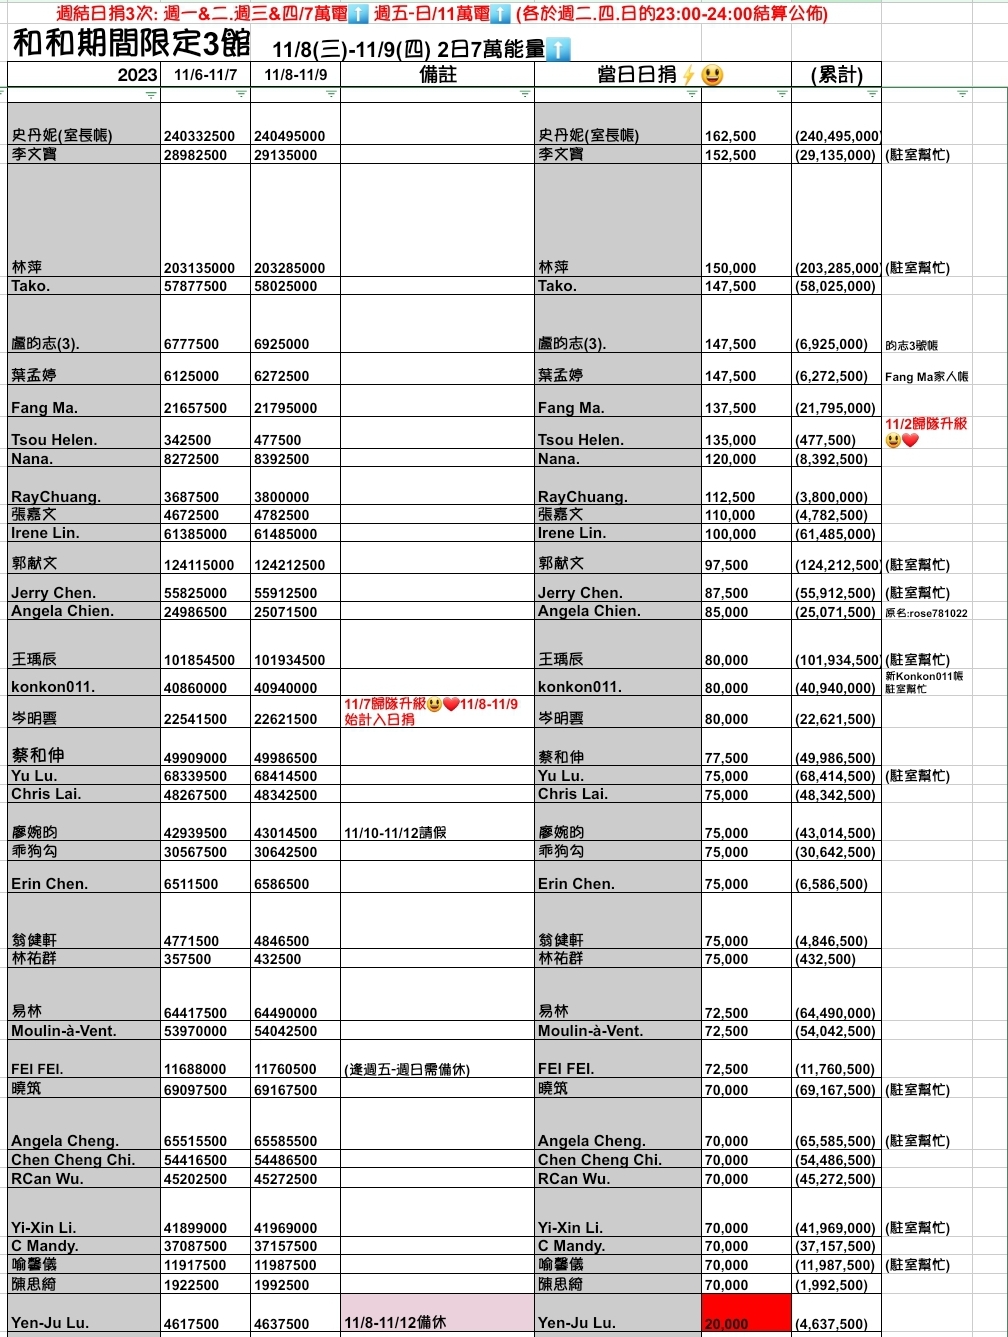 週結日捐3次: 週一&二.週三&四/7萬電⬆️ 週五-日/11萬電⬆️ (各於週二.四.日的23:00-24:00結算公佈)
和和期間限定3館 11/8(三)-11/9(四) 2日7萬能量⬆️
2023 11/6-11/7 11/8-11/9 備註 當日日捐⚡😃 (累計)
史丹妮(室長帳) 240332500 240495000 史丹妮(室長帳) 162,500 (240,495,000)
李文寶 28982500 29135000 李文寶 152,500 (29,135,000) (駐室幫忙)
林萍 203135000 203285000 林萍 150,000 (203,285,000) (駐室幫忙)
Tako. 57877500 58025000 Tako. 147,500 (58,025,000)
盧昀志(3). 6777500 6925000 盧昀志(3). 147,500 (6,925,000) 昀志3號帳
葉孟婷 6125000 6272500 葉孟婷 147,500 (6,272,500) Fang Ma家人帳
Fang Ma. 21657500 21795000 Fang Ma. 137,500 (21,795,000)
11/2歸隊升級
Tsou Helen. 342500 477500 Tsou Helen. 135,000 (477,500) 😃❤️
Nana. 8272500 8392500 Nana. 120,000 (8,392,500)
RayChuang. 3687500 3800000 RayChuang. 112,500 (3,800,000)
張嘉文 4672500 4782500 張嘉文 110,000 (4,782,500)
Irene Lin. 61385000 61485000 Irene Lin. 100,000 (61,485,000)
郭献文 124115000 124212500 郭献文 97,500 (124,212,500) (駐室幫忙)
Jerry Chen. 55825000 55912500 Jerry Chen. 87,500 (55,912,500) (駐室幫忙)
Angela Chien. 24986500 25071500 Angela Chien. 85,000 (25,071,500) 原名:rose781022
王瑀辰 101854500 101934500 王瑀辰 80,000 (101,934,500) (駐室幫忙)
新Konkon011帳
konkon011. 40860000 40940000 konkon011. 80,000 (40,940,000) 駐室幫忙
11/7歸隊升級😃❤️11/8-11/9
岑明雲 22541500 22621500 始計入日捐 岑明雲 80,000 (22,621,500)
蔡和伸 49909000 49986500 蔡和伸 77,500 (49,986,500)
Yu Lu. 68339500 68414500 Yu Lu. 75,000 (68,414,500) (駐室幫忙)
Chris Lai. 48267500 48342500 Chris Lai. 75,000 (48,342,500)
廖婉昀 42939500 43014500 11/10-11/12請假 廖婉昀 75,000 (43,014,500)
乖狗勾 30567500 30642500 乖狗勾 75,000 (30,642,500)
Erin Chen. 6511500 6586500 Erin Chen. 75,000 (6,586,500)
翁健軒 4771500 4846500 翁健軒 75,000 (4,846,500)
林祐群 357500 432500 林祐群 75,000 (432,500)
易林 64417500 64490000 易林 72,500 (64,490,000)
Moulin-à-Vent. 53970000 54042500 Moulin-à-Vent. 72,500 (54,042,500)
FEI FEI. 11688000 11760500 (逢週五-週日需備休) FEI FEI. 72,500 (11,760,500)
曉筑 69097500 69167500 曉筑 70,000 (69,167,500) (駐室幫忙)
Angela Cheng. 65515500 65585500 Angela Cheng. 70,000 (65,585,500) (駐室幫忙)
Chen Cheng Chi. 54416500 54486500 Chen Cheng Chi. 70,000 (54,486,500)
RCan Wu. 45202500 45272500 RCan Wu. 70,000 (45,272,500)
Yi-Xin Li. 41899000 41969000 Yi-Xin Li. 70,000 (41,969,000) (駐室幫忙)
C Mandy. 37087500 37157500 C Mandy. 70,000 (37,157,500)
喻馨儀 11917500 11987500 喻馨儀 70,000 (11,987,500) (駐室幫忙)
陳思綺 1922500 1992500 陳思綺 70,000 (1,992,500)
Yen-Ju Lu. 4617500 4637500 11/8-11/12備休 Yen-Ju Lu. 20,000 (4,637,500)